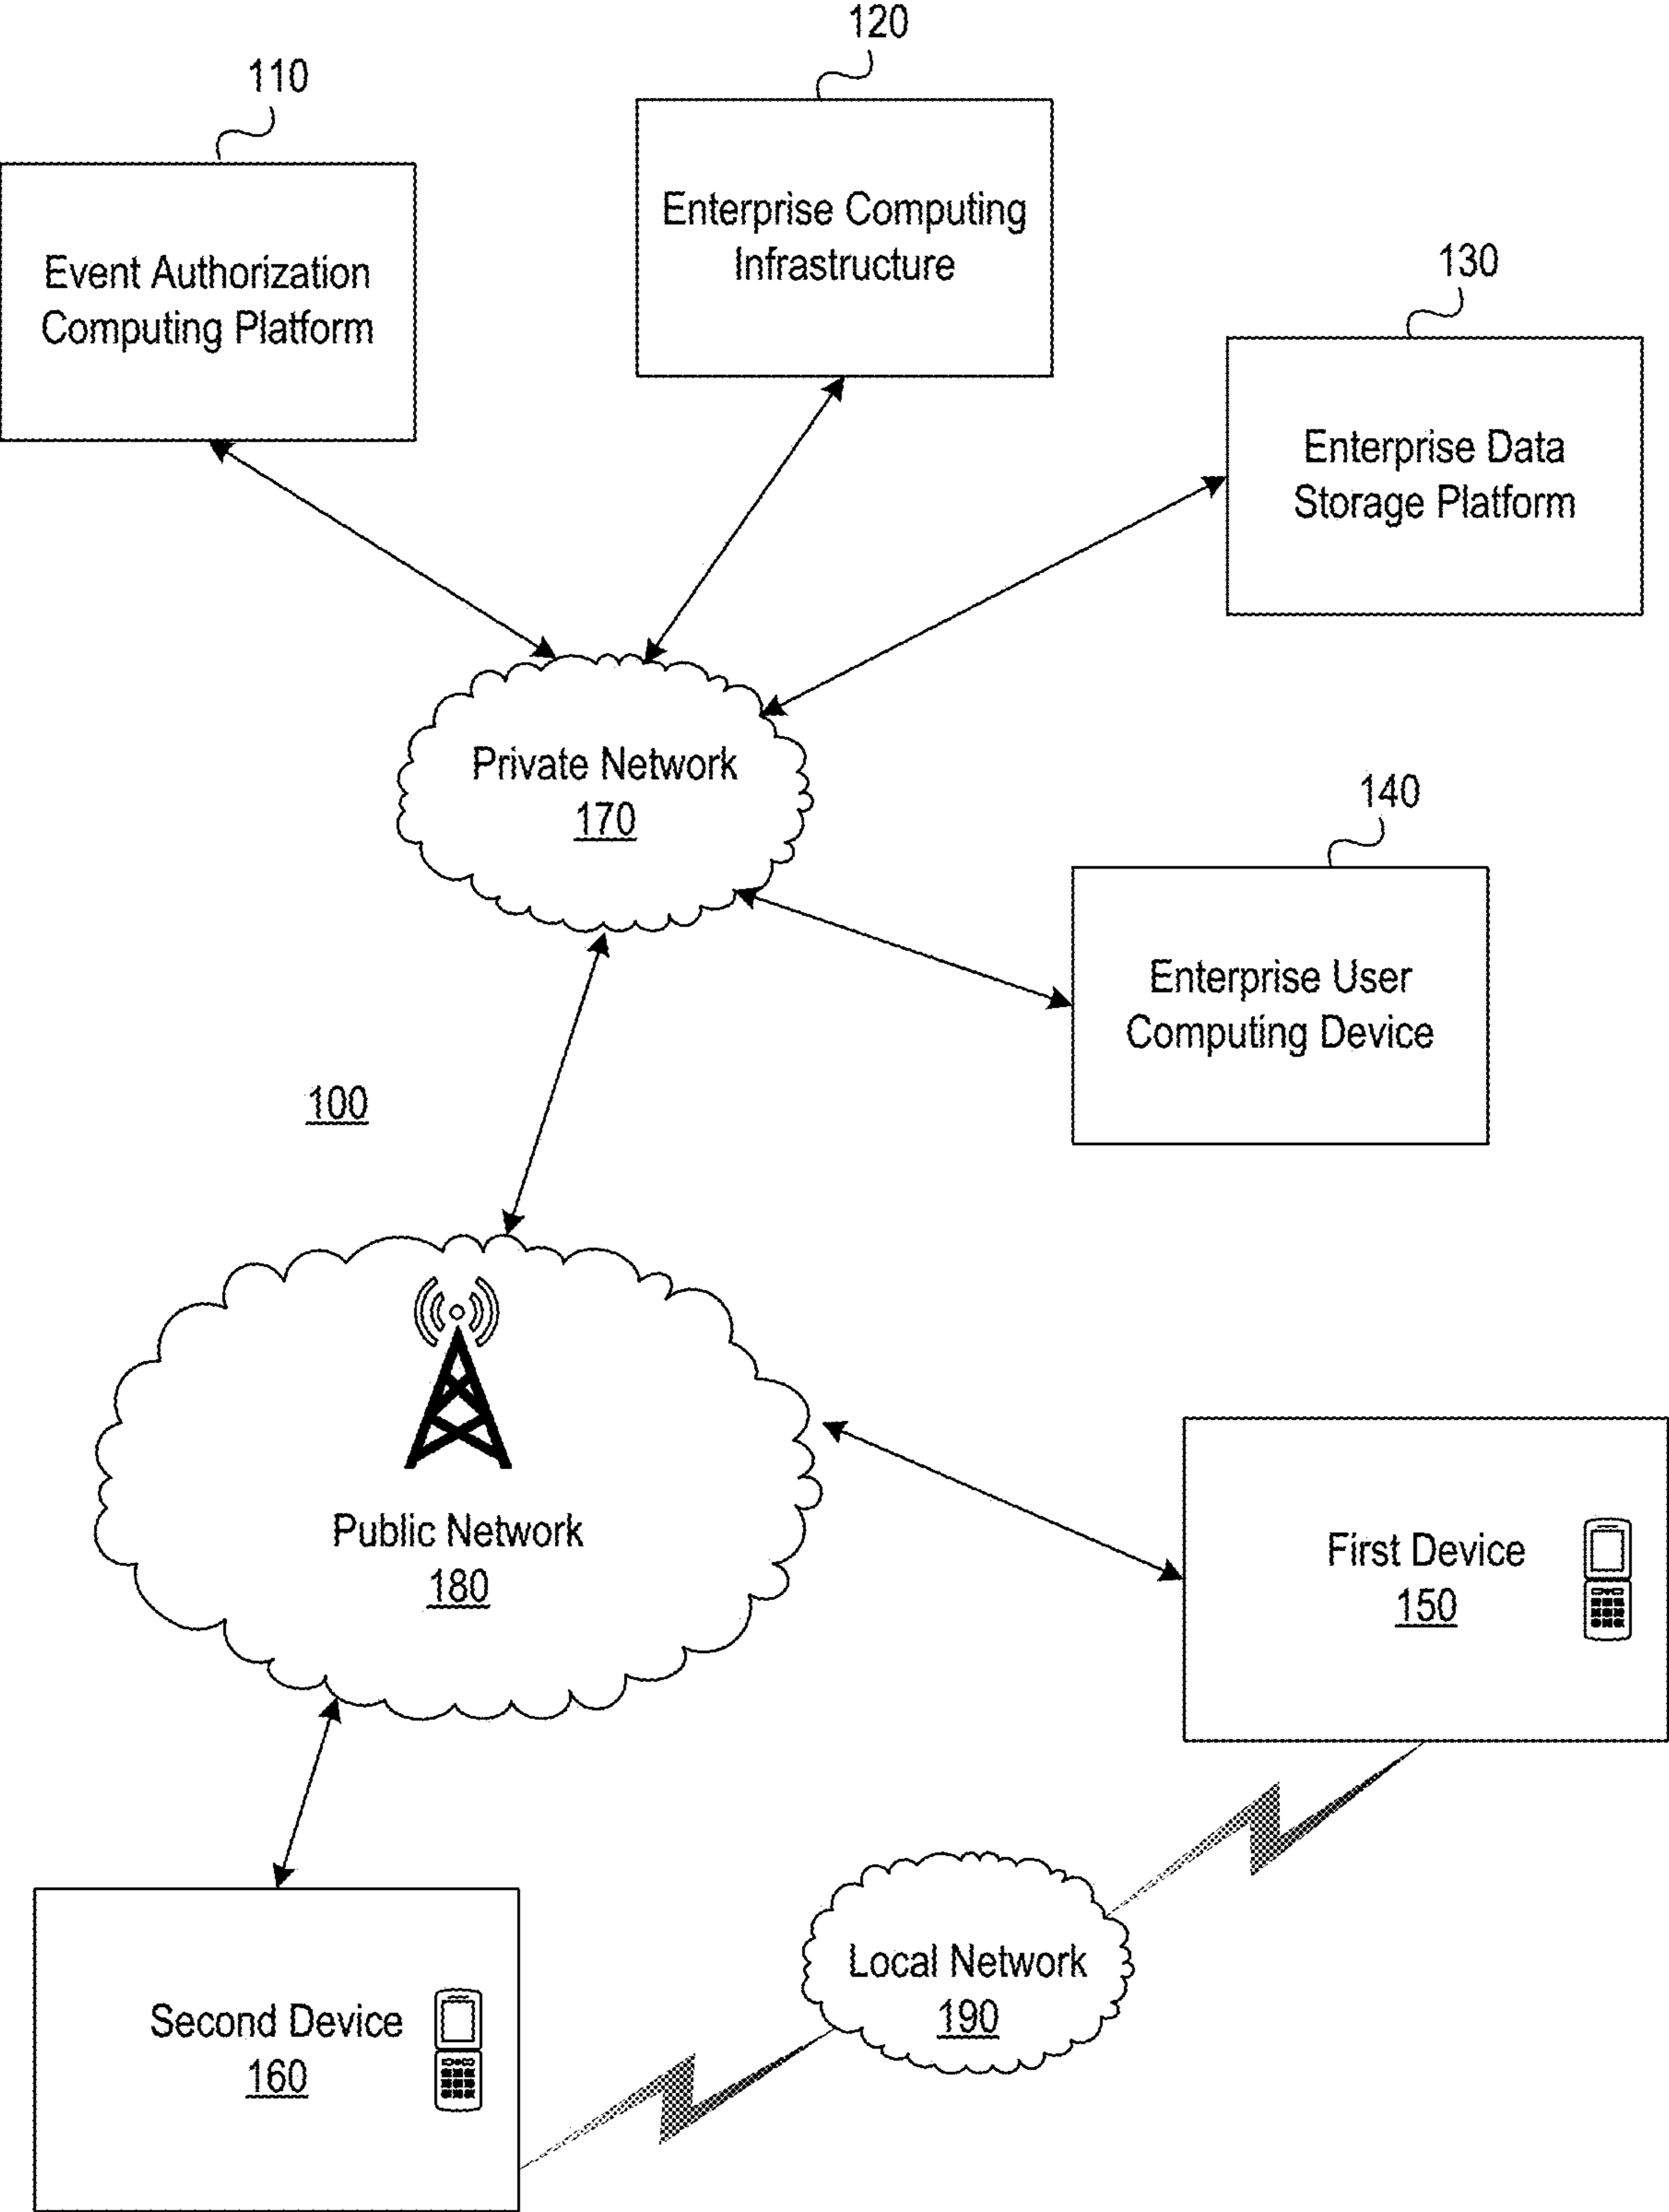 120
110
Enterprise Computing
Infrastructure
Event Authorization
Computing Platform
130
Enterprise Data
Storage Platform
Private Network
170
140
Enterprise User
Computing Device
100
Public Network
180
First Device
150
Local Network
190
Second Device
160